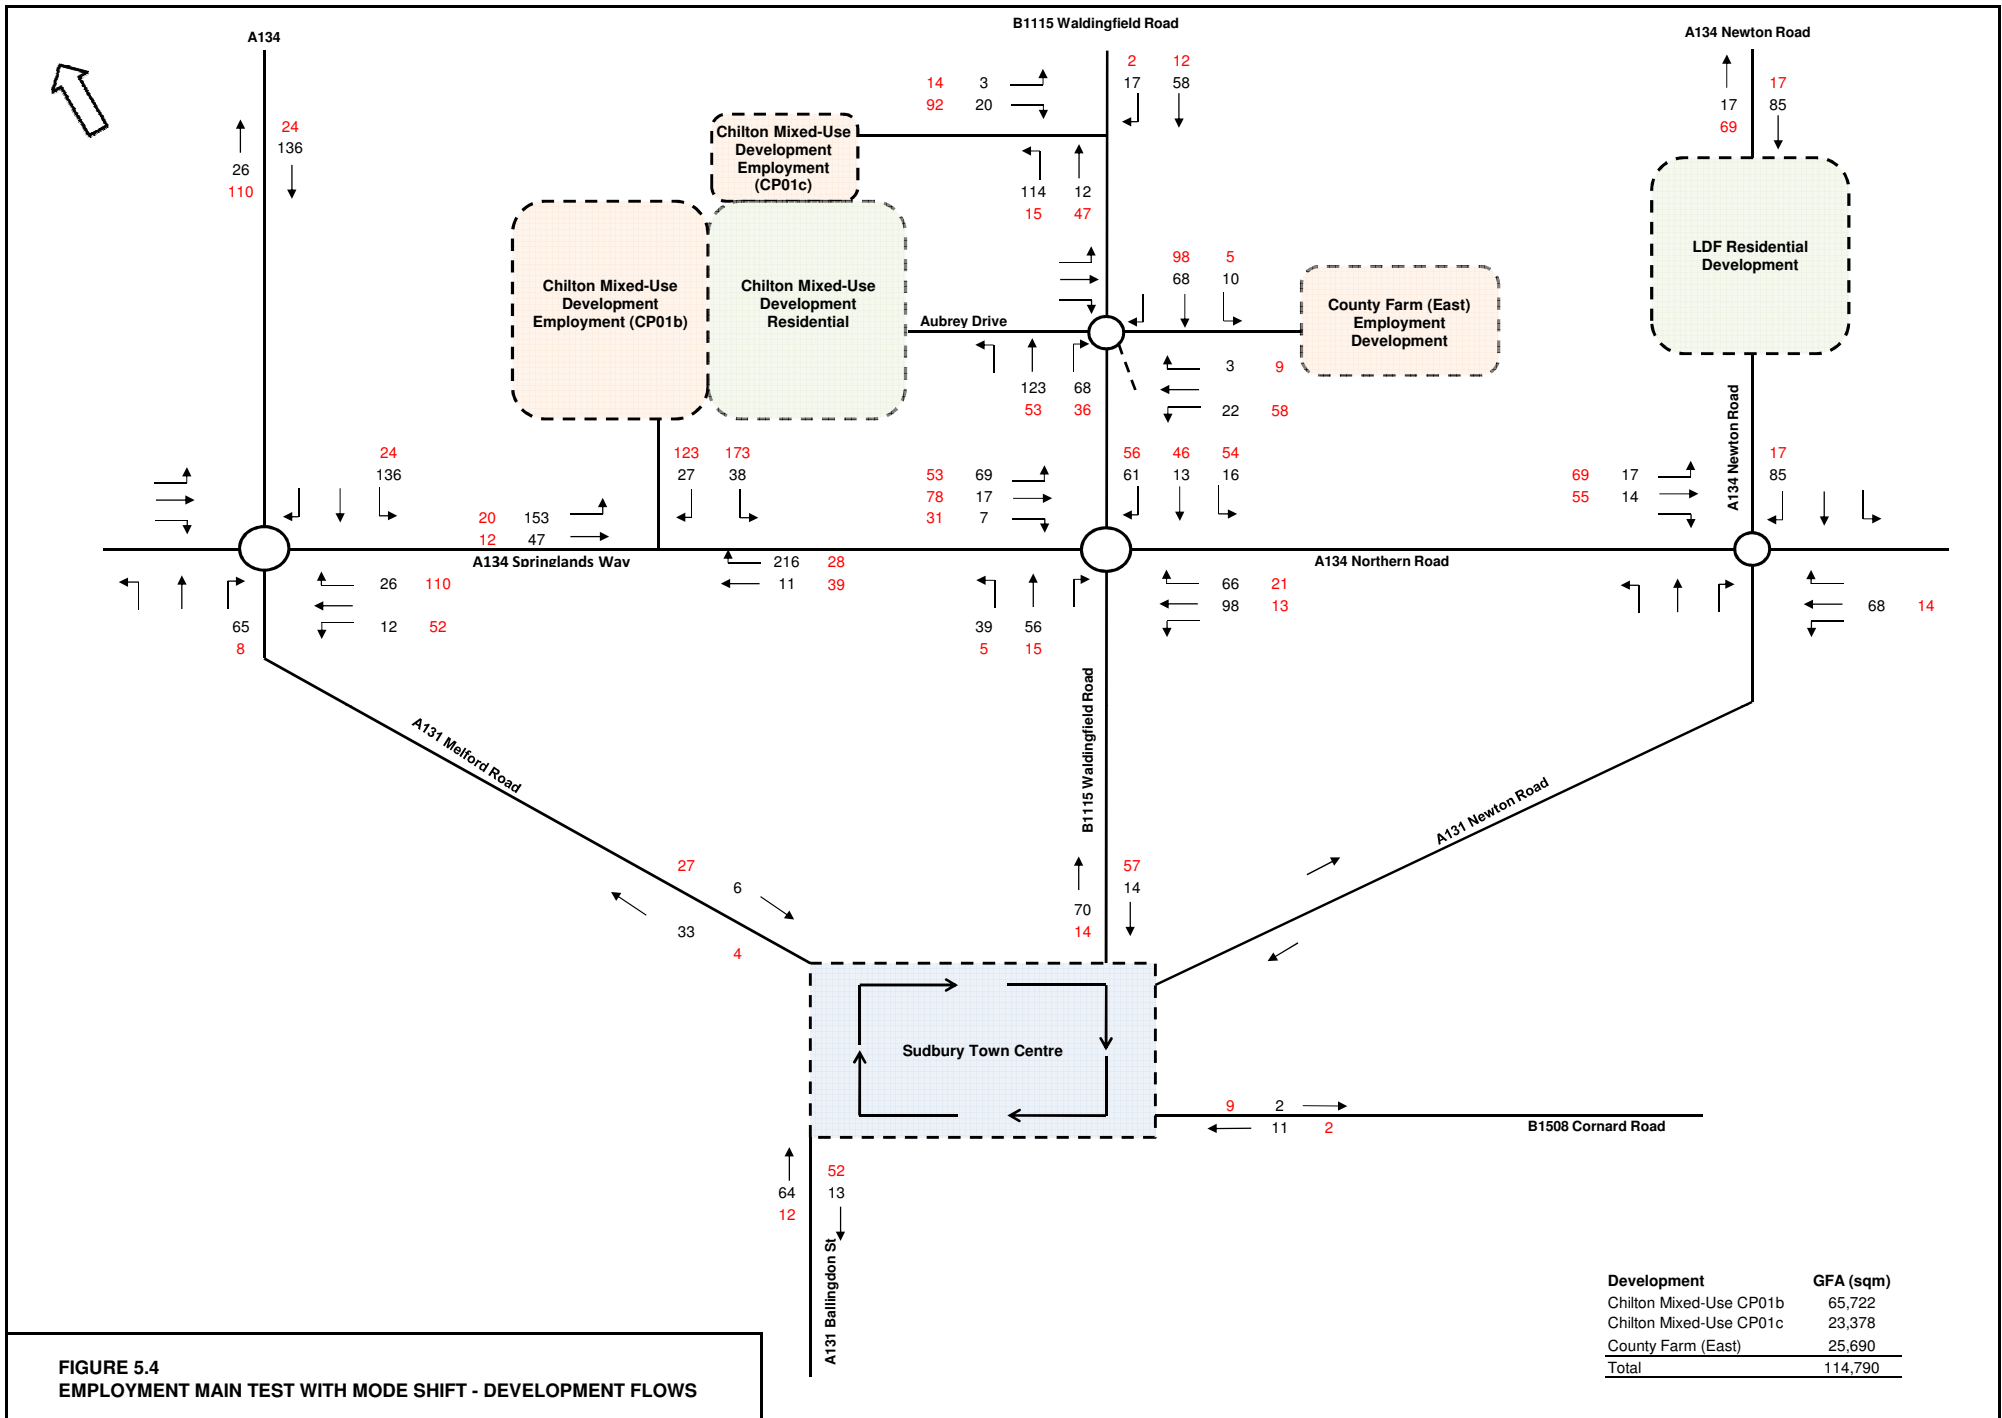 A134
B1115 Waldingfield Road
A134 Newton Road
2 12
14 3 17 58
92 20
17
17 85
69
24
136
26
110
Chilton Mixed-Use
Development
Employment
(CP01c)
114 12
15 47
Chilton Mixed-Use
Development
Employment (CP01b)
Chilton Mixed-Use
Development
Residential
98 5
68 10
LDF Residential
Development
County Farm (East)
Employment
Development
Aubrey Drive
3 9
123 68
53 36
22 58
A134 Newton Road
24
136
123 173
27 38
53 69
78 17
31 7
56 46 54
61 13 16
69 17
55 14
17
85
20 153
12 47
A134 Springlands Way
216 28
11 39
A134 Northern Road
26 110
12 52
65
8
39 56
5 15
66 21
98 13
68 14
A131 Melford Road
B1115 Waldingfield Road
A131 Newton Road
27
6
33
4
57
14
70
14
Sudbury Town Centre
9 2
11 2
B1508 Cornard Road
52
64 13
12
A131 Ballingdon St
Development GFA (sqm)
Chilton Mixed-Use CP01b 65,722
Chilton Mixed-Use CP01c 23,378
County Farm (East) 25,690
Total 114,790
FIGURE 5.4
EMPLOYMENT MAIN TEST WITH MODE SHIFT - DEVELOPMENT FLOWS